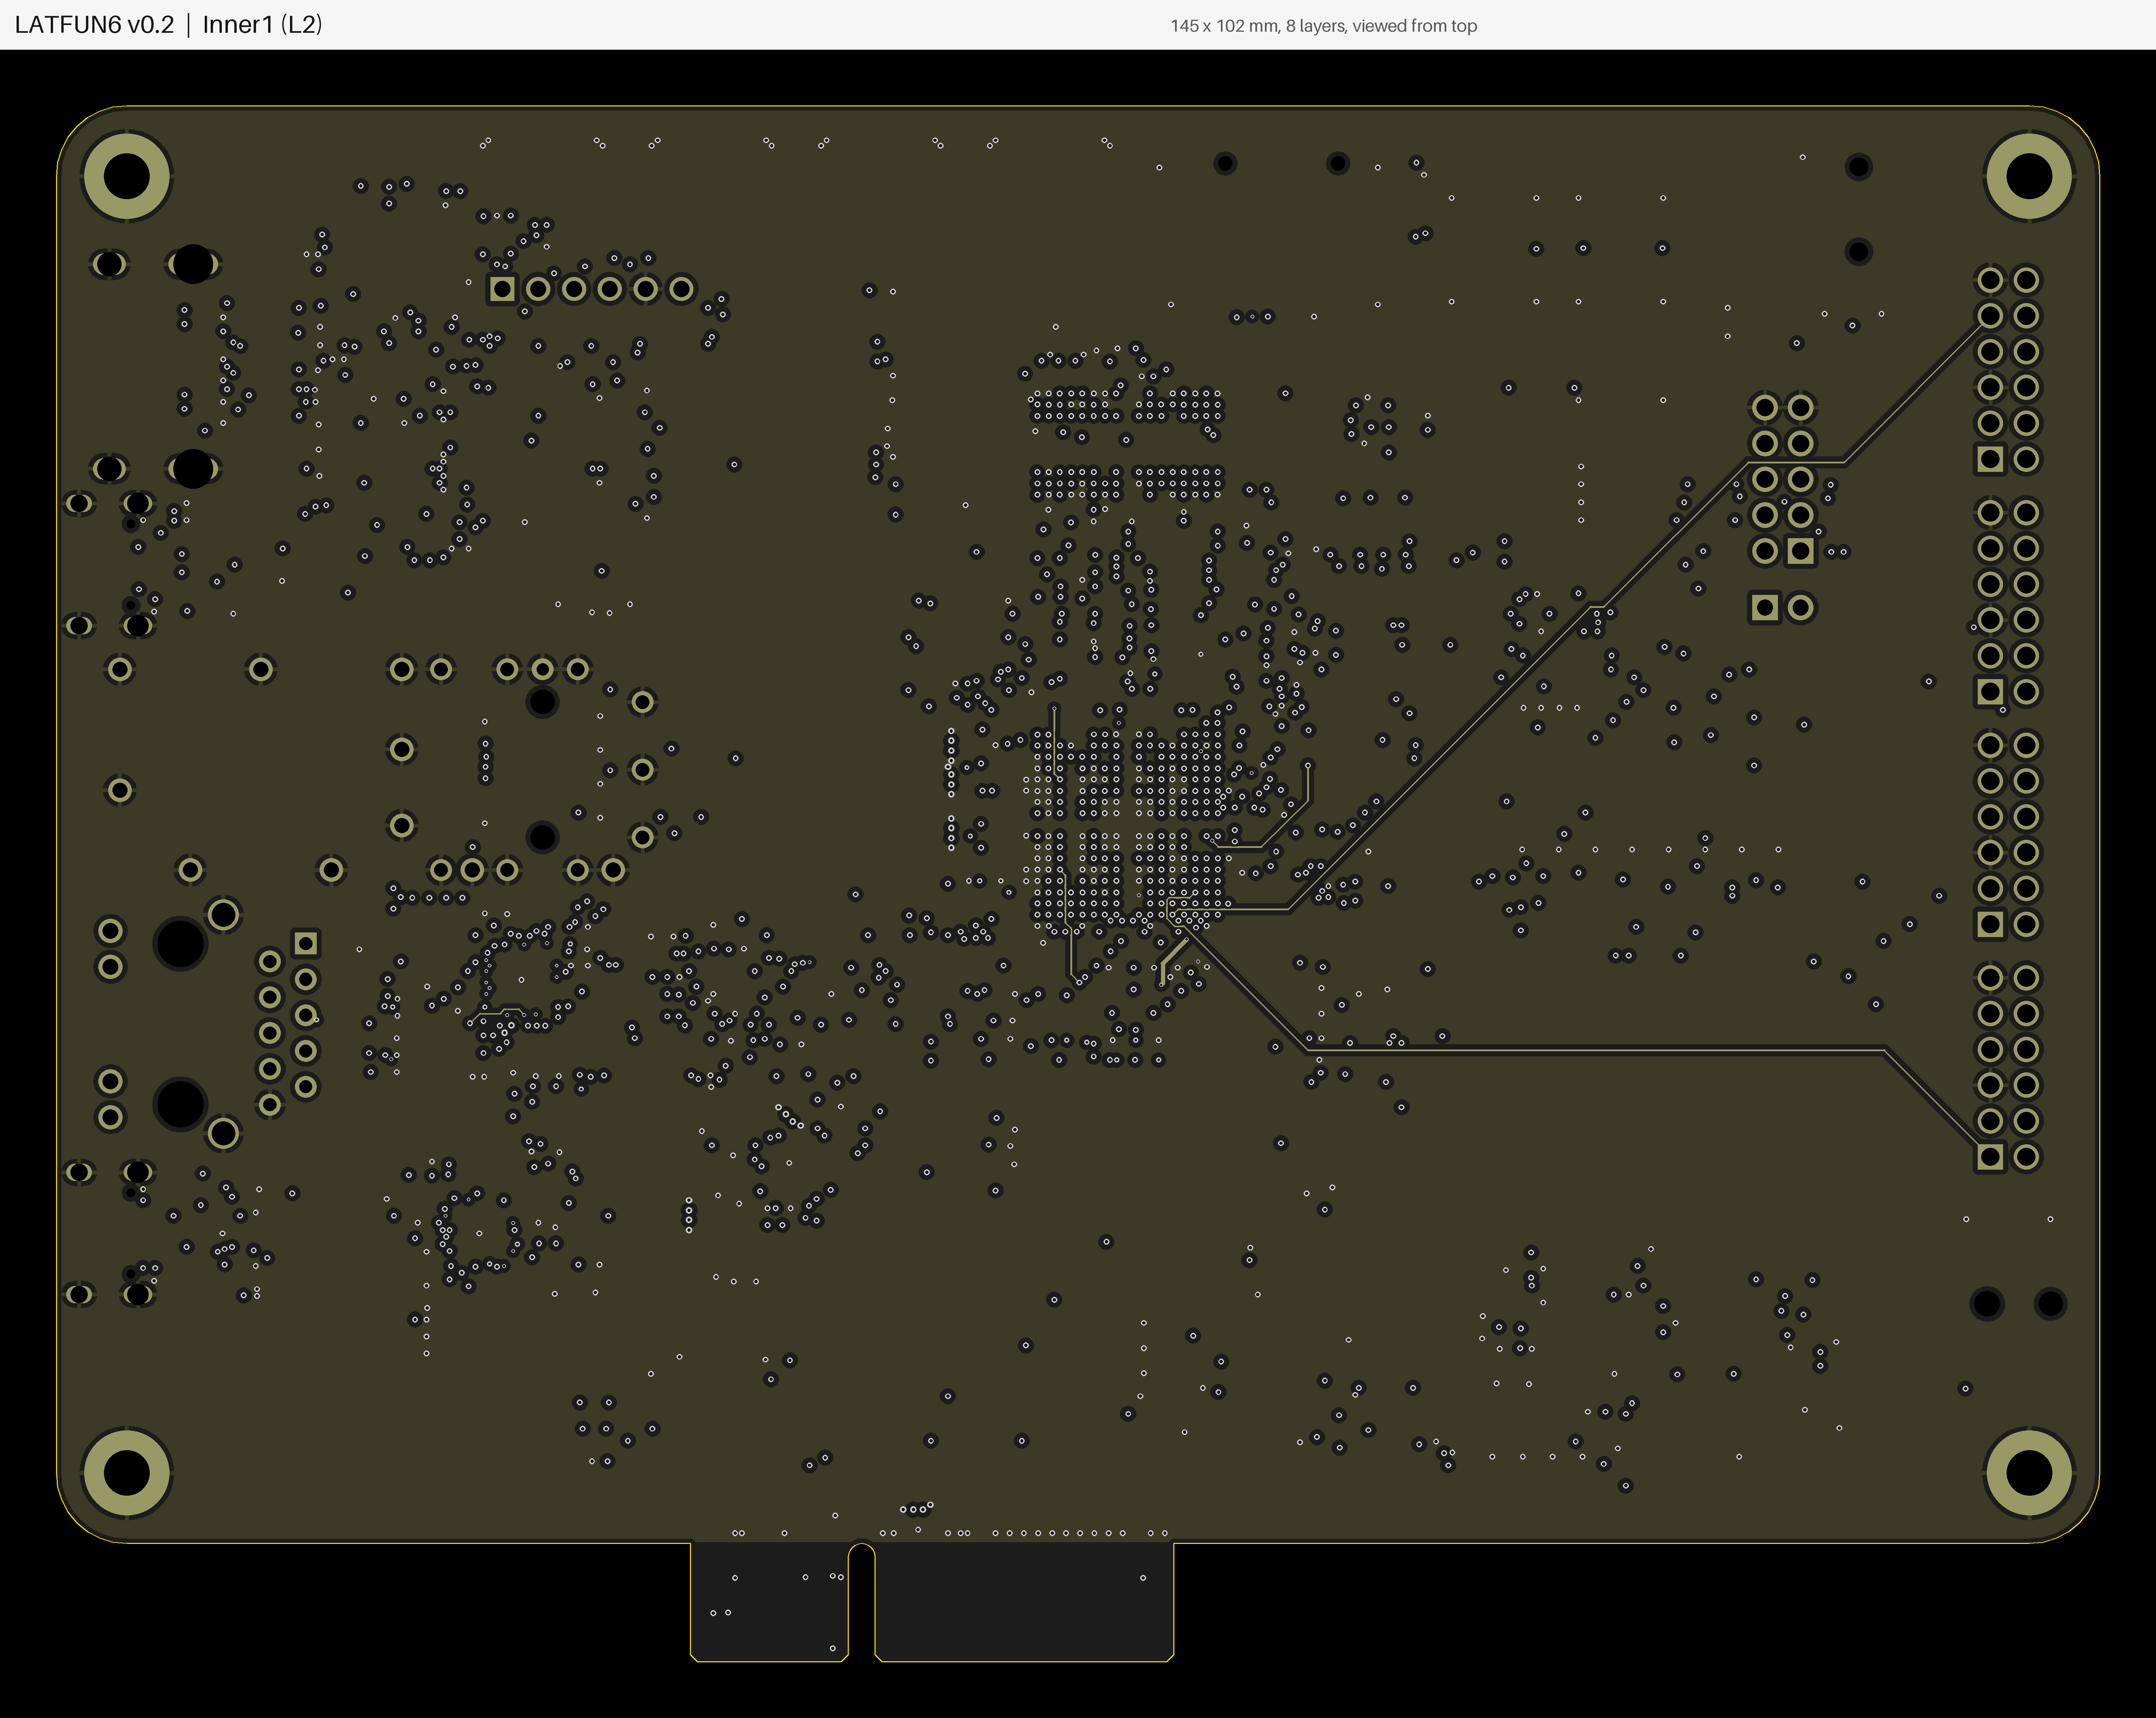 LATFUN6 v0.2 | Inner1 (L2)
145 x 102 mm, 8 layers, viewed from top